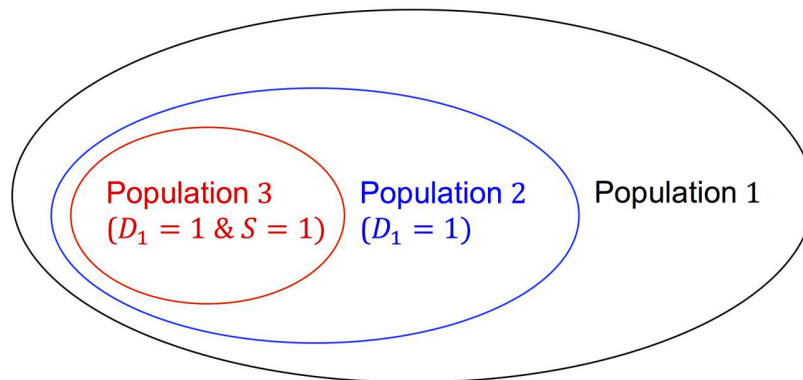 Population 3
(D₁ = 1 & S = 1)
Population 2
(D₁ = 1)
Population 1